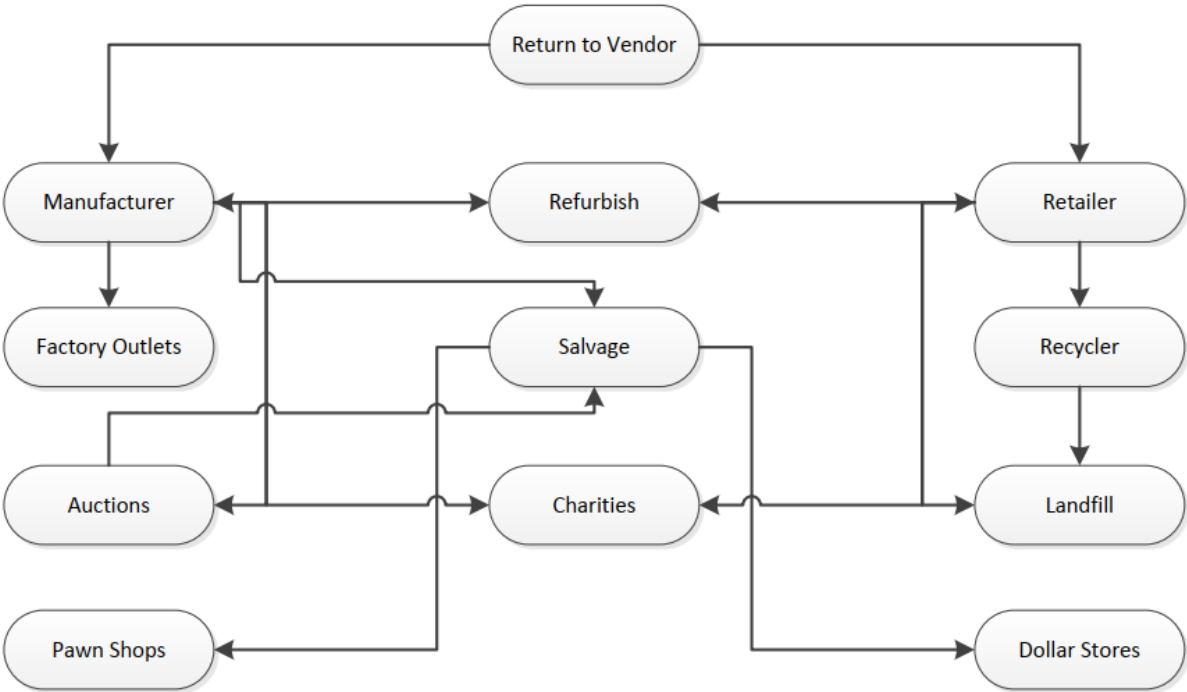 Return to Vendor
Manufacturer
Refurbish
Retailer
Factory Outlets
Salvage
Recycler
Auctions
Charities
Landfill
Pawn Shops
Dollar Stores